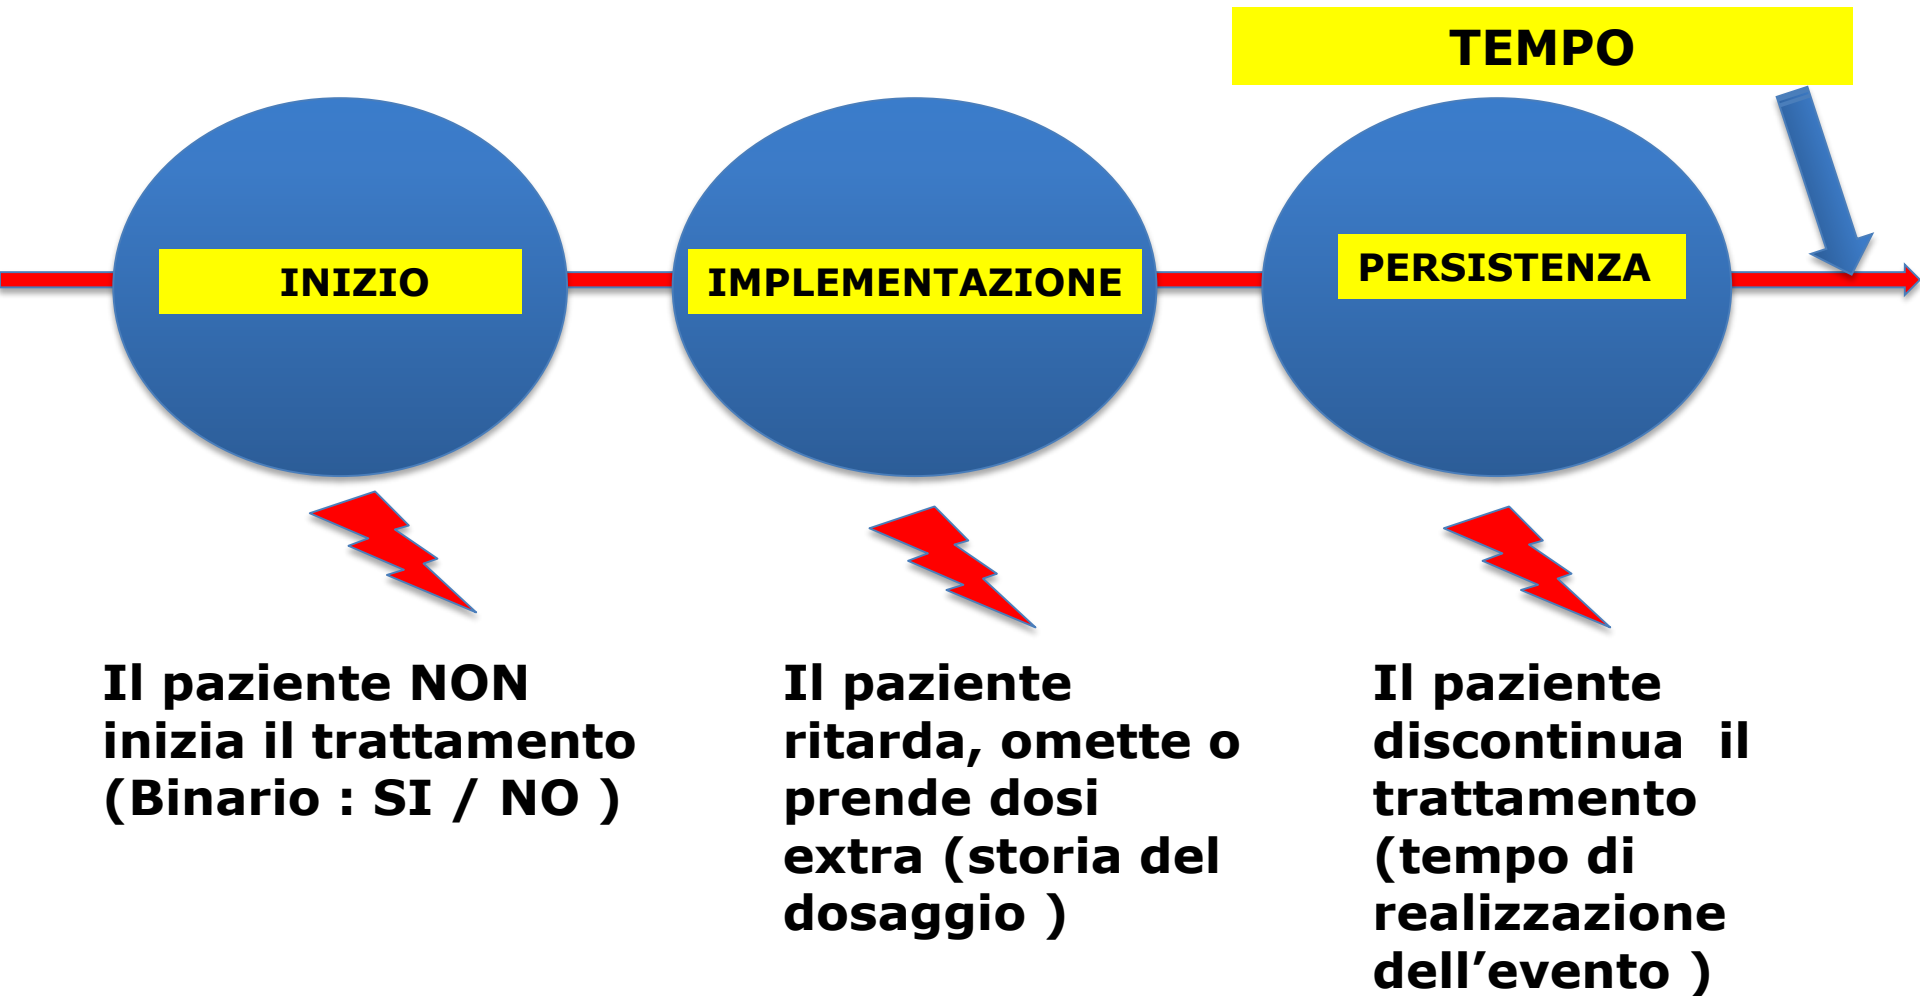 TEMPO
INIZIO
IMPLEMENTAZIONE
PERSISTENZA
Il paziente NON
inizia il trattamento
(Binario : SI / NO )
Il paziente
ritarda, omette o
prende dosi
extra (storia del
dosaggio )
Il paziente
discontinua  il
trattamento
(tempo di
realizzazione
dell’evento )